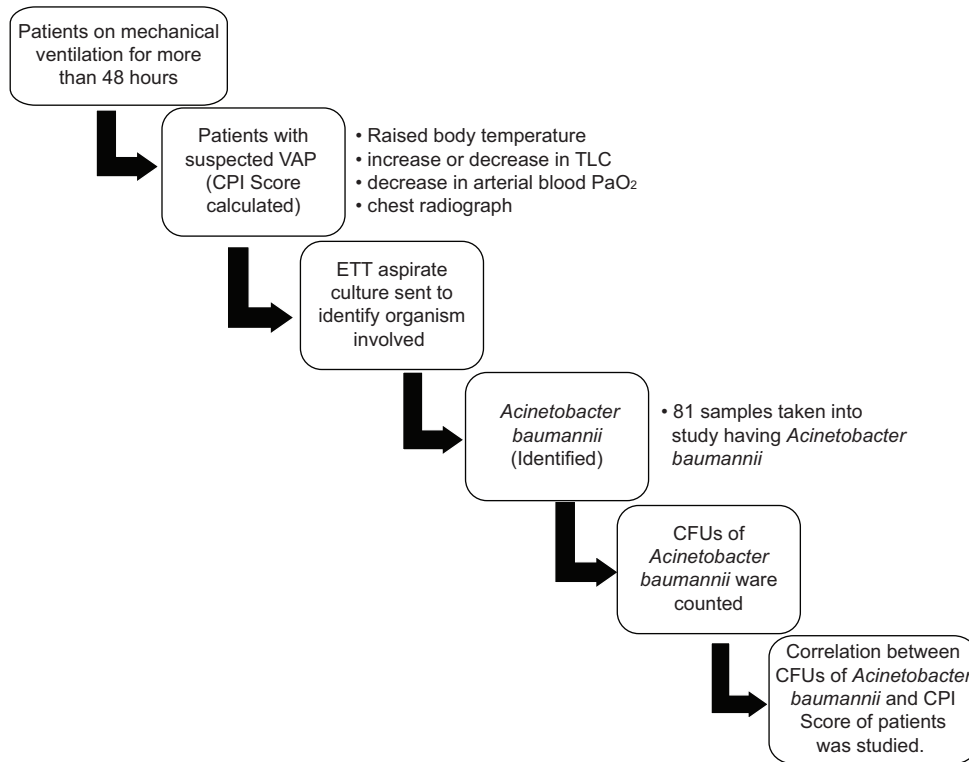 Patients on mechanical
ventilation for more
than 48 hours
Patients with
suspected VAP
(CPI Score
calculated)
• Raised body temperature
• increase or decrease in TLC
• decrease in arterial blood PaO₂
• chest radiograph
ETT aspirate
culture sent to
identify organism
involved
Acinetobacter
baumannii
(Identified)
• 81 samples taken into
study having Acinetobacter
baumannii
CFUs of
Acinetobacter
baumannii ware
counted
Correlation between
CFUs of Acinetobacter
baumannii and CPI
Score of patients
was studied.